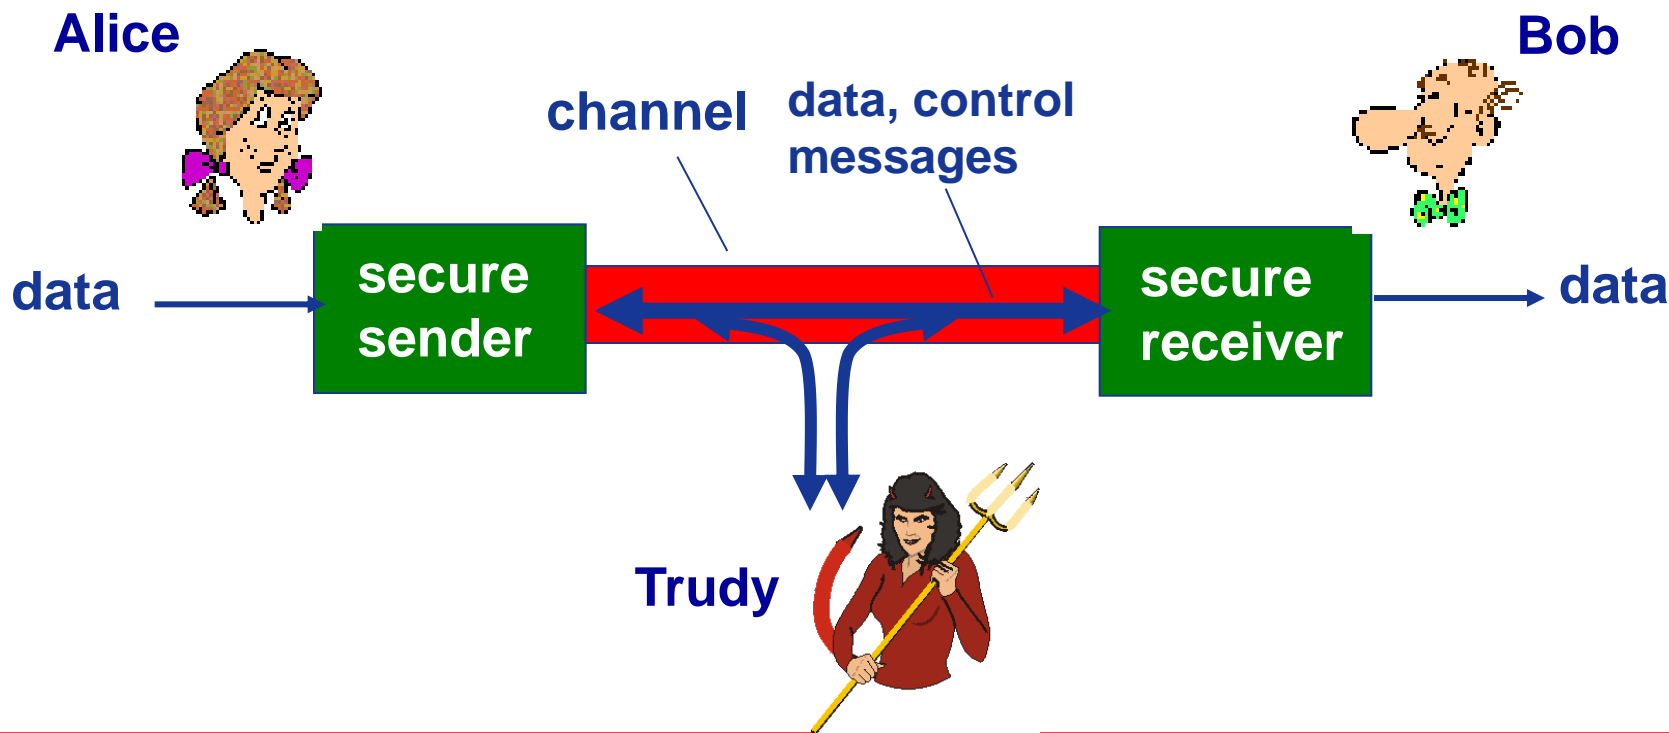 Alice
Bob
channel
data, control
messages
data
secure
sender
secure
receiver
data
Trudy